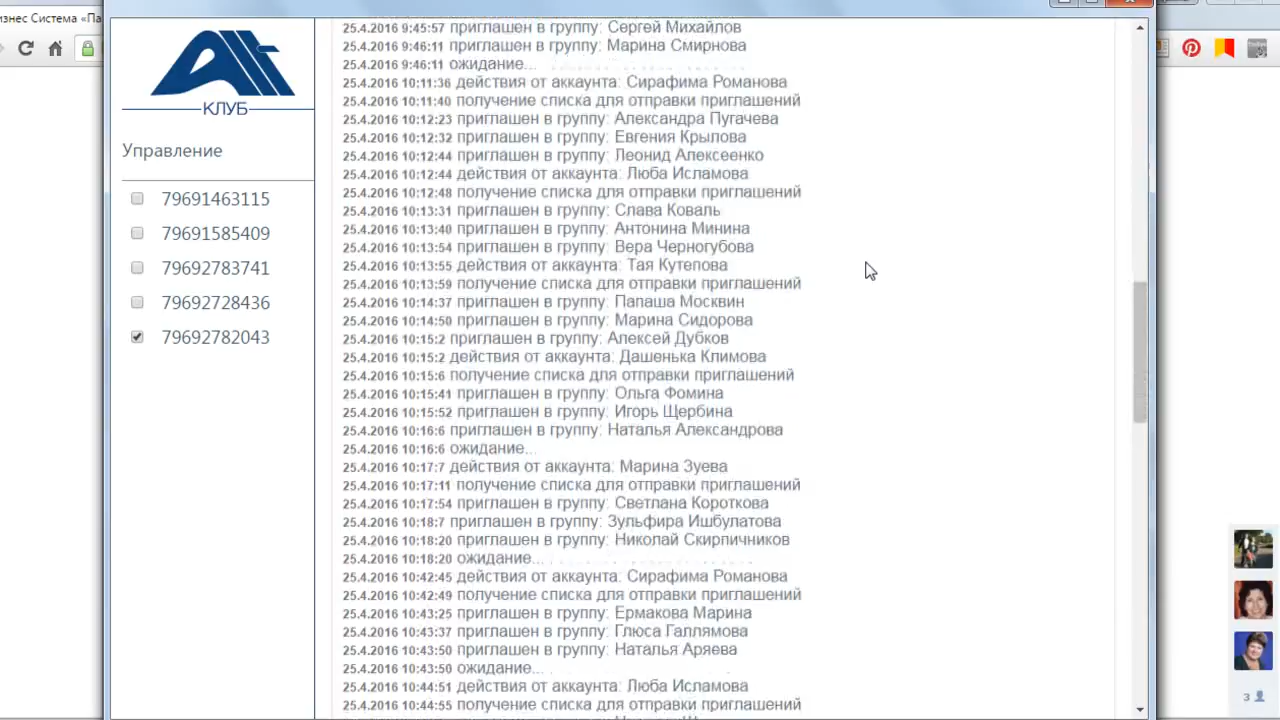 изнес Система «Па
КЛУБ
Управление
79691463115
79691585409
79692783741
79692728436
79692782043
25.4.2016 9:45:57 приглашен в группу: Сергей Михайлов
25.4.2016 9:46:11 приглашен в группу: Марина Смирнова
25.4.2016 9:46:11 ожидание...
25.4.2016 10:11:36 действия от аккаунта: Сирафима Романова
25.4.2016 10:11:40 получение списка для отправки приглашений
25.4.2016 10:12:23 приглашен в группу: Александра Пугачева
25.4.2016 10:12:32 приглашен в группу: Евгения Крылова
25.4.2016 10:12:44 приглашен в группу: Леонид Алексеенко
25.4.2016 10:12:44 действия от аккаунта: Люба Исламова
25.4.2016 10:12:48 получение списка для отправки приглашений
25.4.2016 10:13:31 приглашен в группу: Слава Коваль
25.4.2016 10:13:40 приглашен в группу: Антонина Минина
25.4.2016 10:13:54 приглашен в группу: Вера Черногубова
25.4.2016 10:13:55 действия от аккаунта: Тая Кутепова
25.4.2016 10:13:59 получение списка для отправки приглашений
25.4.2016 10:14:37 приглашен в группу: Папаша Москвин
25.4.2016 10:14:50 приглашен в группу: Марина Сидорова
25.4.2016 10:15:2 приглашен в группу: Алексей Дубков
25.4.2016 10:15:2 действия от аккаунта: Дашенька Климова
25.4.2016 10:15:6 получение списка для отправки приглашений
25.4.2016 10:15:41 приглашен в группу: Ольга Фомина
25.4.2016 10:15:52 приглашен в группу: Игорь Щербина
25.4.2016 10:16:6 приглашен в группу: Наталья Александрова
25.4.2016 10:16:6 ожидание...
25.4.2016 10:17:7 действия от аккаунта: Марина Зуева
25.4.2016 10:17:11 получение списка для отправки приглашений
25.4.2016 10:17:54 приглашен в группу: Светлана Короткова
25.4.2016 10:18:7 приглашен в группу: Зульфира Ишбулатова
25.4.2016 10:18:20 приглашен в группу: Николай Скирпичников
25.4.2016 10:18:20 ожидание...
25.4.2016 10:42:45 действия от аккаунта: Сирафима Романова
25.4.2016 10:42:49 получение списка для отправки приглашений
25.4.2016 10:43:25 приглашен в группу: Ермакова Марина
25.4.2016 10:43:37 приглашен в группу: Глюса Галлямова
25.4.2016 10:43:50 приглашен в группу: Наталья Аряева
25.4.2016 10:43:50 ожидание...
25.4.2016 10:44:51 действия от аккаунта: Люба Исламова
25.4.2016 10:44:55 получение списка для отправки приглашений
3